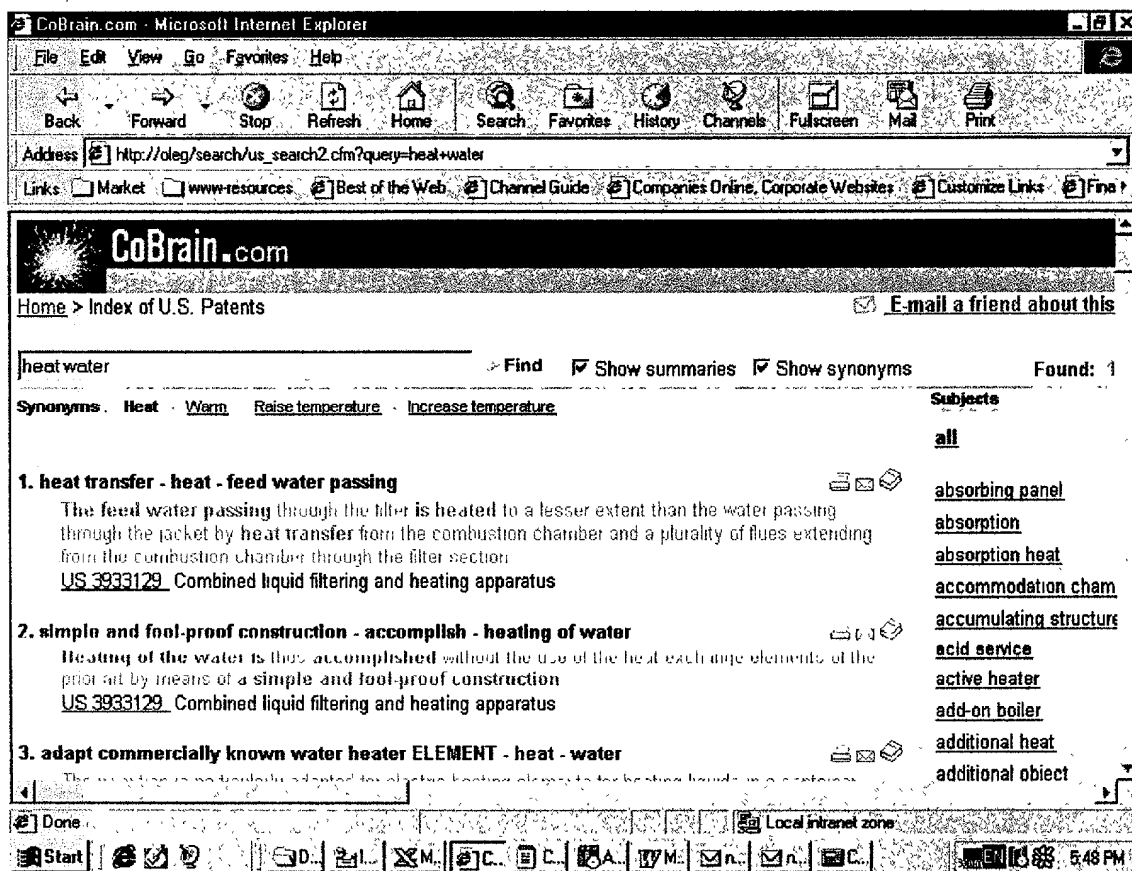 CoBrain.com - Microsoft Internet Explorer
File Edit View Go Favorites Help
Back Forward Stop Refresh Home Search Favorites History Channels Fullscreen Mail Print
Address http://oleg/search/us_search2.cfm?query=heat+water
Links Market www-resources Best of the Web Channel Guide Companies Online, Corporate Websites Customize Links Fine
CoBrain.com
Home > Index of U.S. Patents E-mail a friend about this
heat water Find Show summaries Show synonyms Found: 1
Synonyms Heat Warm Raise temperature Increase temperature
1. heat transfer - heat - feed water passing
The feed water passing through the filter is heated to a lesser extent than the water passing
through the jacket by heat transfer from the combustion chamber and a plurality of flues extending
from the combustion chamber through the filter section
US 3933129 Combined liquid filtering and heating apparatus
2. simple and fool-proof construction - accomplish - heating of water
Heating of the water is thus accomplished without the use of the heat exchange elements of the
prior art by means of a simple and fool-proof construction
US 3933129 Combined liquid filtering and heating apparatus
3. adapt commercially known water heater ELEMENT - heat - water
Subjects
all
absorbing panel
absorption
absorption heat
accommodation cham
accumulating structure
acid service
active heater
add-on boiler
additional heat
additional object
Done Local intranet zone
Start D... I... M... C... C... A... M... n... n... C... EN 5:48 PM